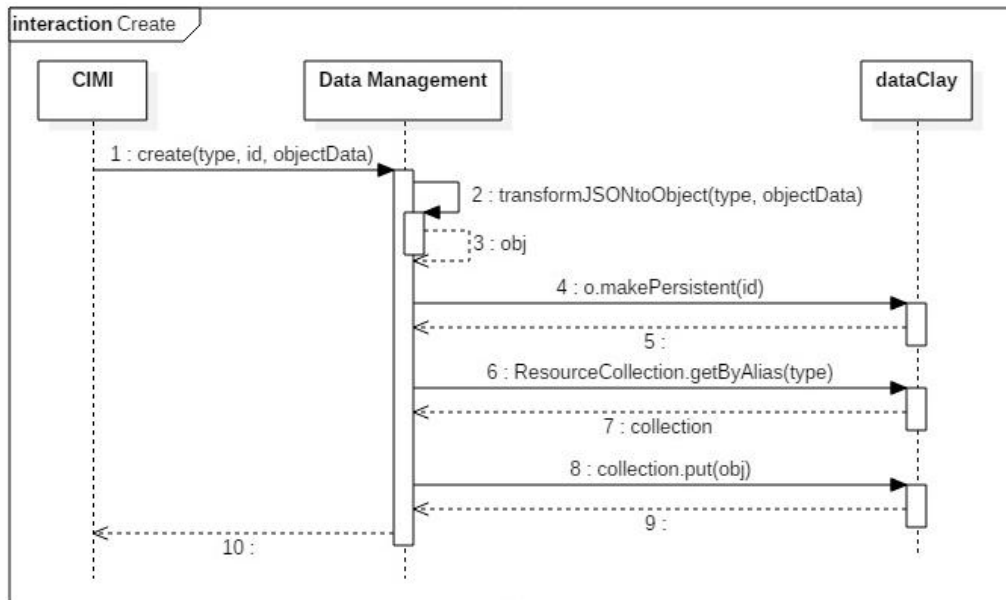 interaction Create
CIMI
Data Management
dataClay
1 : create(type, id, objectData)
2 : transformJSONtoObject(type, objectData)
3 : obj
4 : o.makePersistent(id)
5 :
6 : ResourceCollection.getByAlias(type)
7 : collection
8 : collection.put(obj)
9 :
10 :